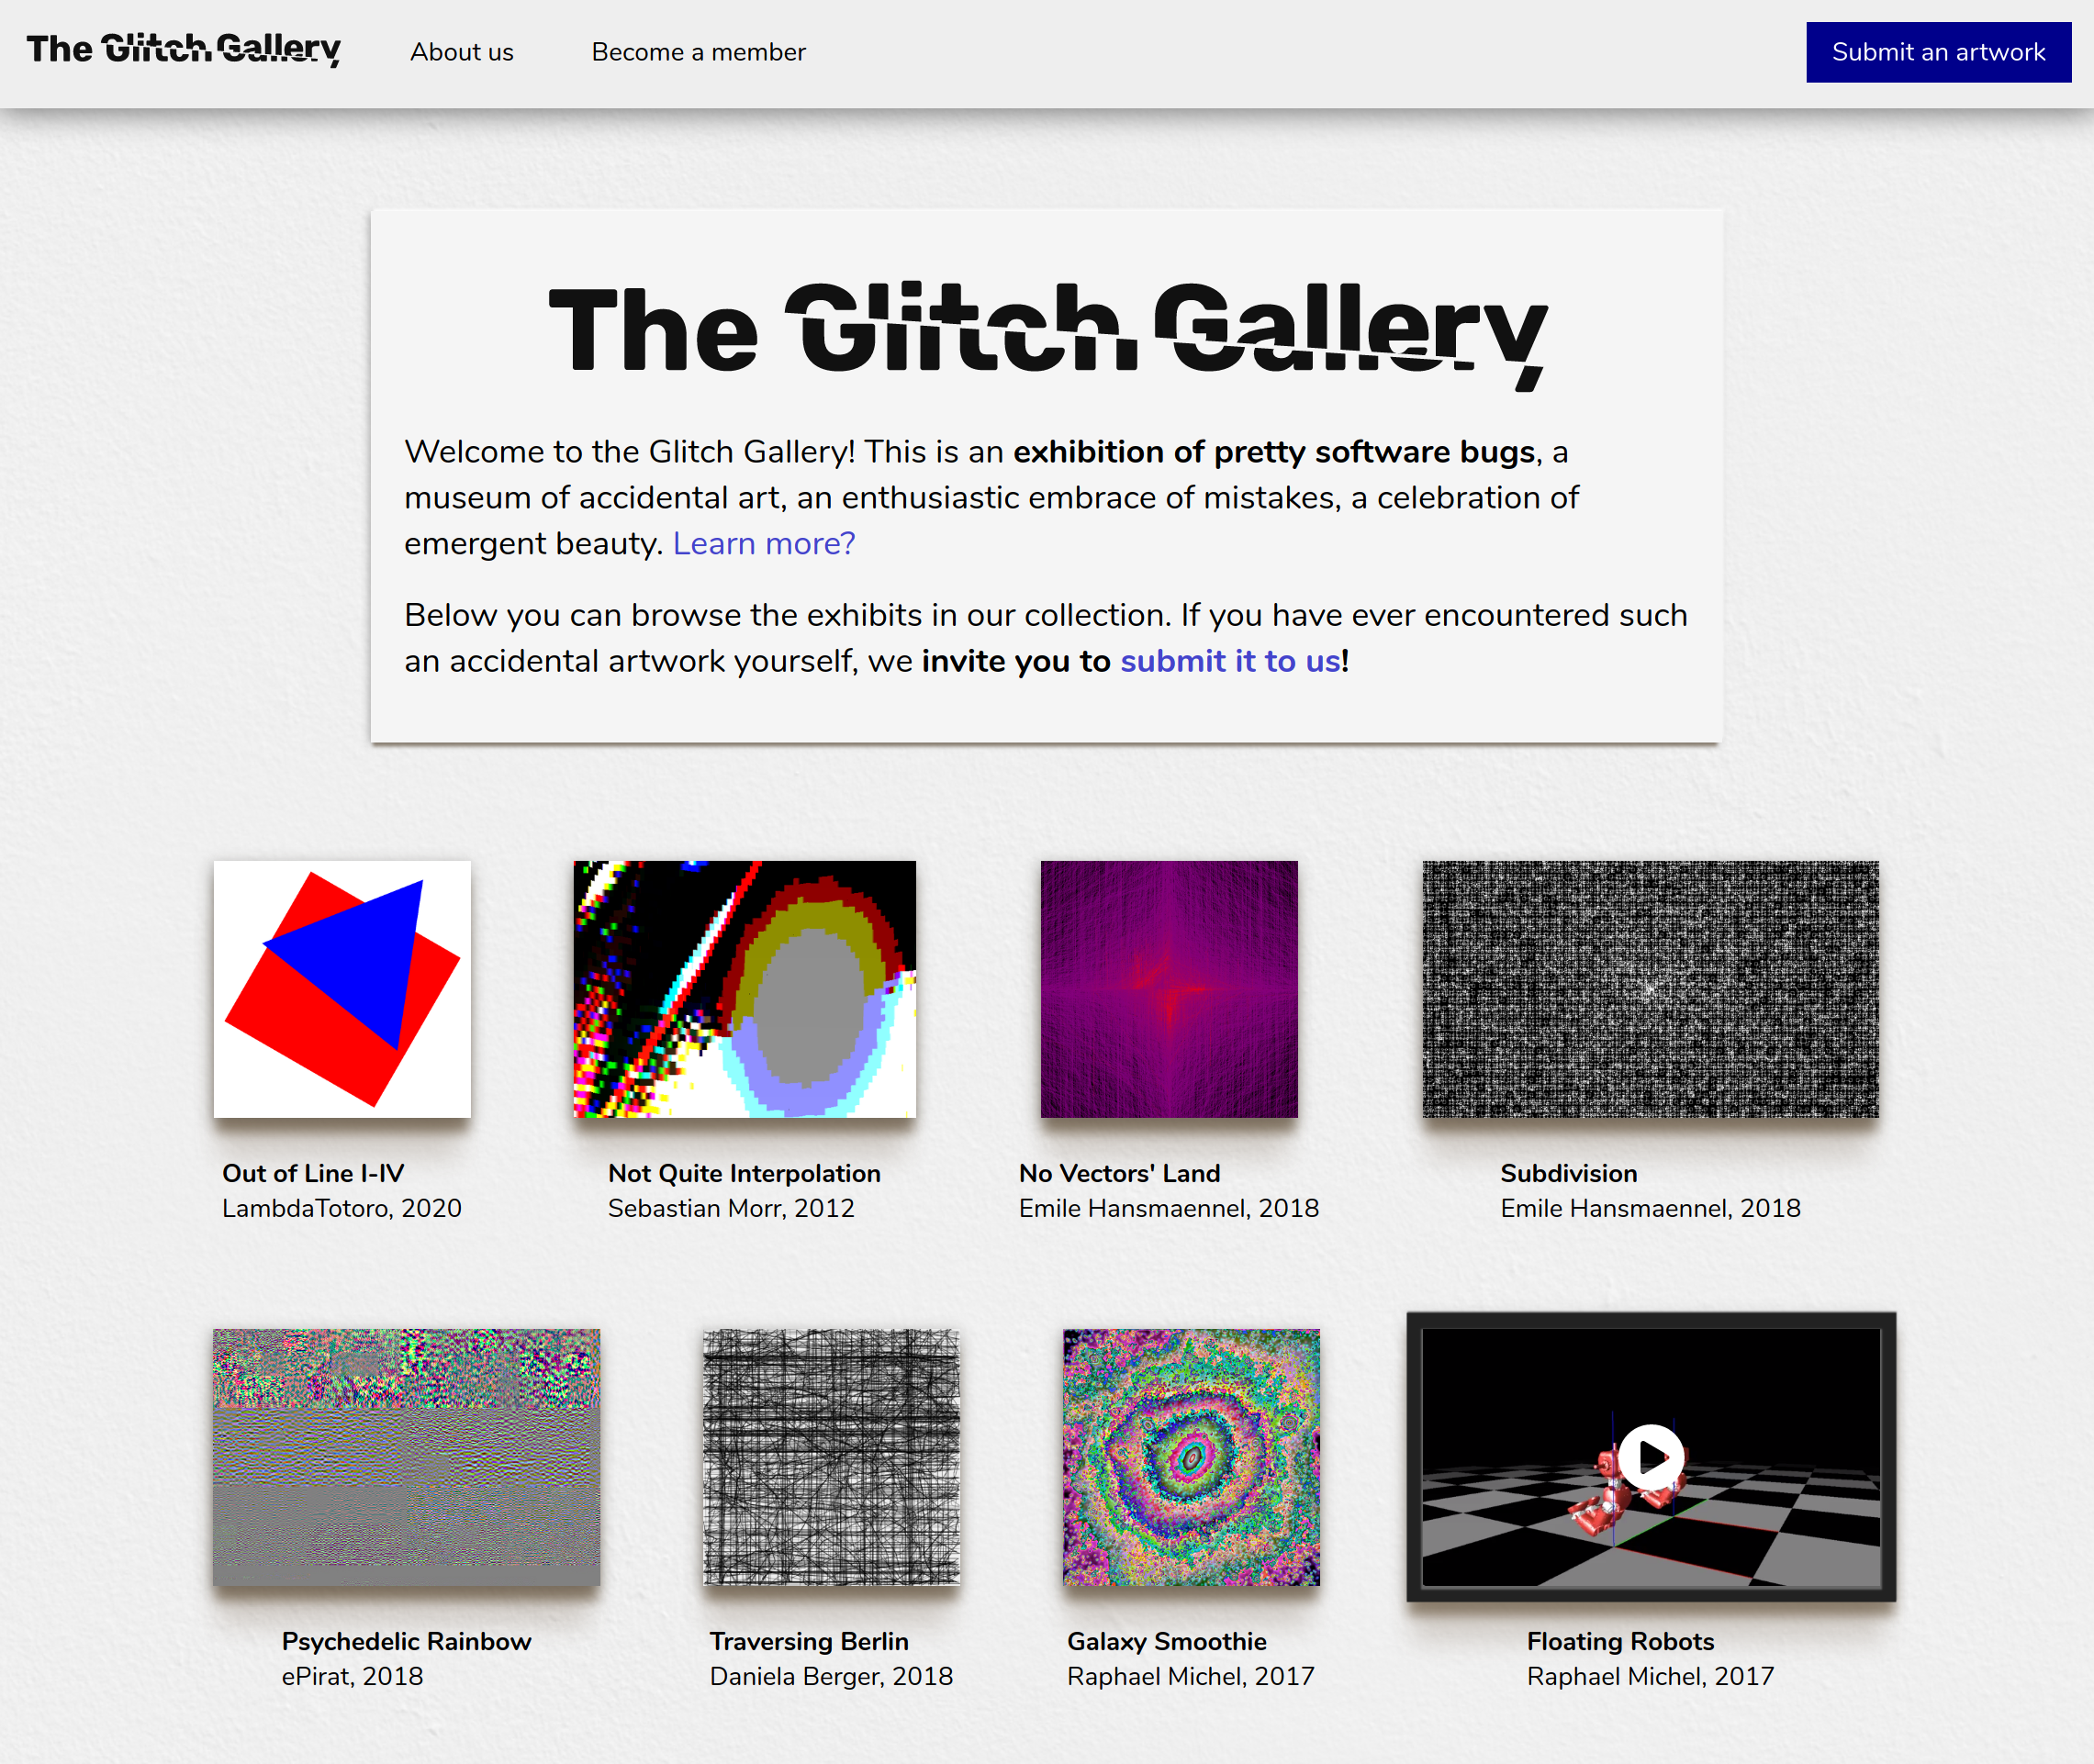 The Glitch Gallery
About us
Become a member
Submit an artwork
The Glitch Gallery
Welcome to the Glitch Gallery! This is an exhibition of pretty software bugs, a
museum of accidental art, an enthusiastic embrace of mistakes, a celebration of
emergent beauty. Learn more?
Below you can browse the exhibits in our collection. If you have ever encountered such
an accidental artwork yourself, we invite you to submit it to us!
Out of Line I-IV
LambdaTotoro, 2020
Not Quite Interpolation
Sebastian Morr, 2012
No Vectors' Land
Emile Hansmaennel, 2018
Subdivision
Emile Hansmaennel, 2018
Psychedelic Rainbow
ePirat, 2018
Traversing Berlin
Daniela Berger, 2018
Galaxy Smoothie
Raphael Michel, 2017
Floating Robots
Raphael Michel, 2017